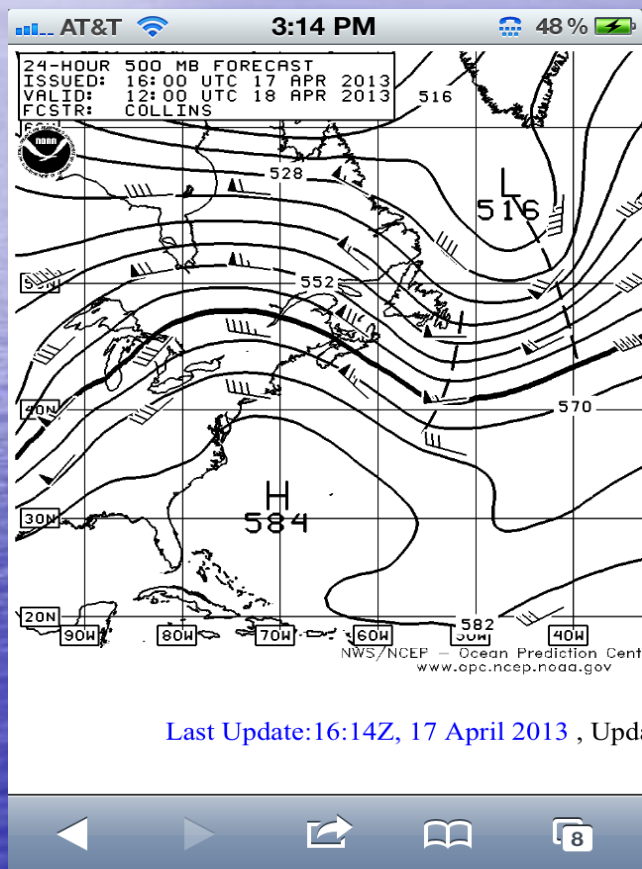 AT&T 3:14 PM 48%
24-HOUR 500 MB FORECAST
ISSUED: 16:00 UTC 17 APR 2013
VALID: 12:00 UTC 18 APR 2013
FCSTR: COLLINS
516
noaa
528
L
516
50N
552
40N
570
H
584
30N
20N
582
90W 80W 70W 60W 50W 40W
NWS/NCEP – Ocean Prediction Cent
www.opc.ncep.noaa.gov
Last Update:16:14Z, 17 April 2013 , Upda
8